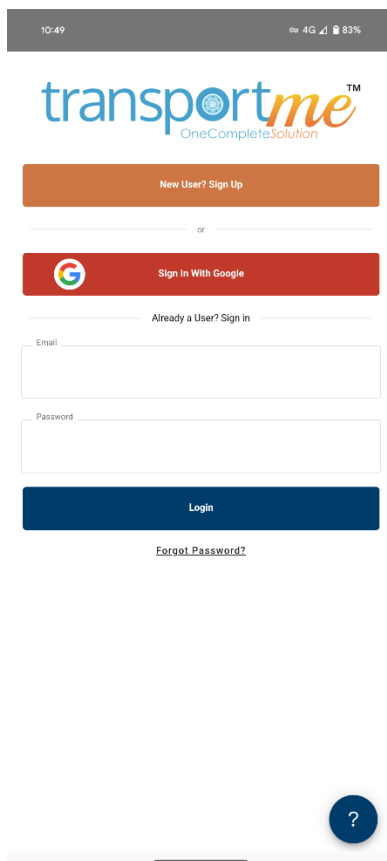 10:49 4G 83%
transportme™
OneCompleteSolution
New User? Sign Up
or
G
Sign In With Google
Already a User? Sign in
Email
Password
Login
Forgot Password?
?